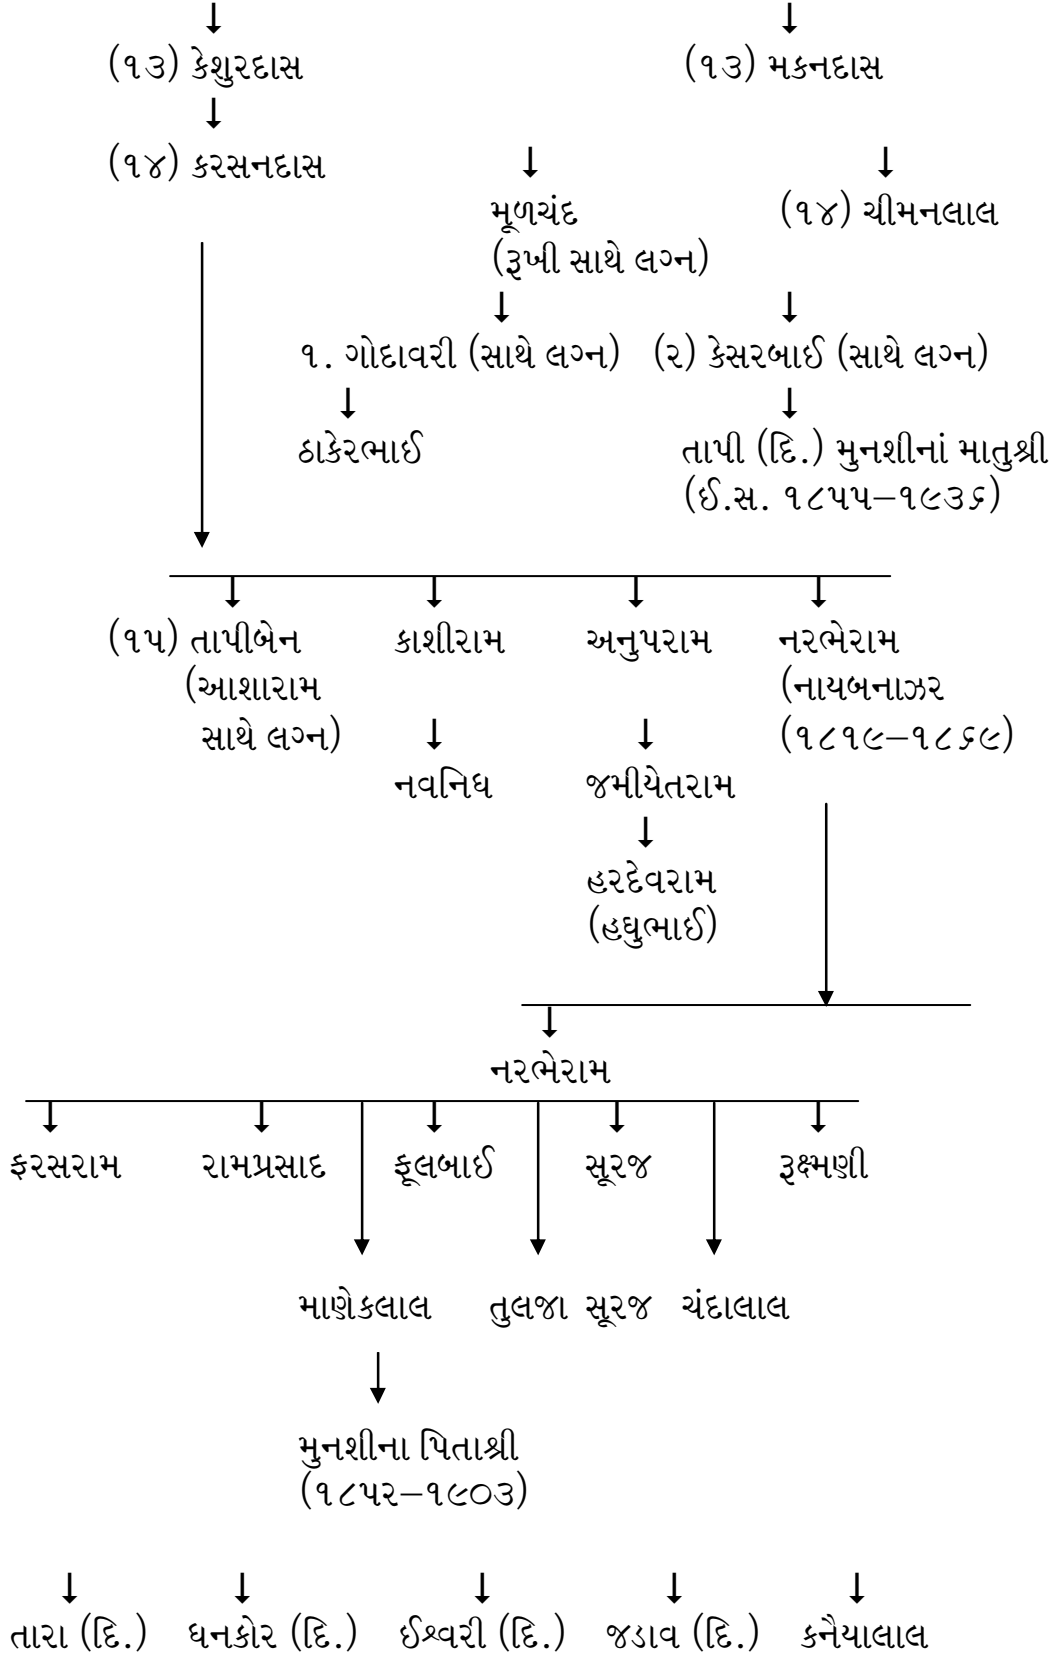 (૧૩) કેશુરદાસ (૧૩) મકનદાસ
(૧૪) કરસનદાસ
મૂળચંદ (૧૪) ચીમનલાલ
(રૂખી સાથે લગ્ન)
૧. ગોદાવરી (સાથે લગ્ન) (૨) કેસરબાઈ (સાથે લગ્ન)
ઠાકેરભાઈ તાપી (દિ.) મુનશીનાં માતુશ્રી
(ઈ.સ. ૧૮૫૫–૧૯૩૬)
(૧૫) તાપીબેન કાશીરામ અનુપરામ નરભેરામ
(આશારામ (નાયબનાઝર
સાથે લગ્ન) (૧૮૧૯–૧૮૬૯)
નવનિધ જમીયેતરામ
હરદેવરામ
(હઘુભાઈ)
નરભેરામ
ફરસરામ રામપ્રસાદ ફૂલબાઈ સૂરજ રૂક્ષ્મણી
માણેકલાલ તુલજા સૂરજ ચંદાલાલ
મુનશીના પિતાશ્રી
(૧૮૫૨–૧૯૦૩)
તારા (દિ.) ધનકોર (દિ.) ઈશ્વરી (દિ.) જડાવ (દિ.) કનૈયાલાલ